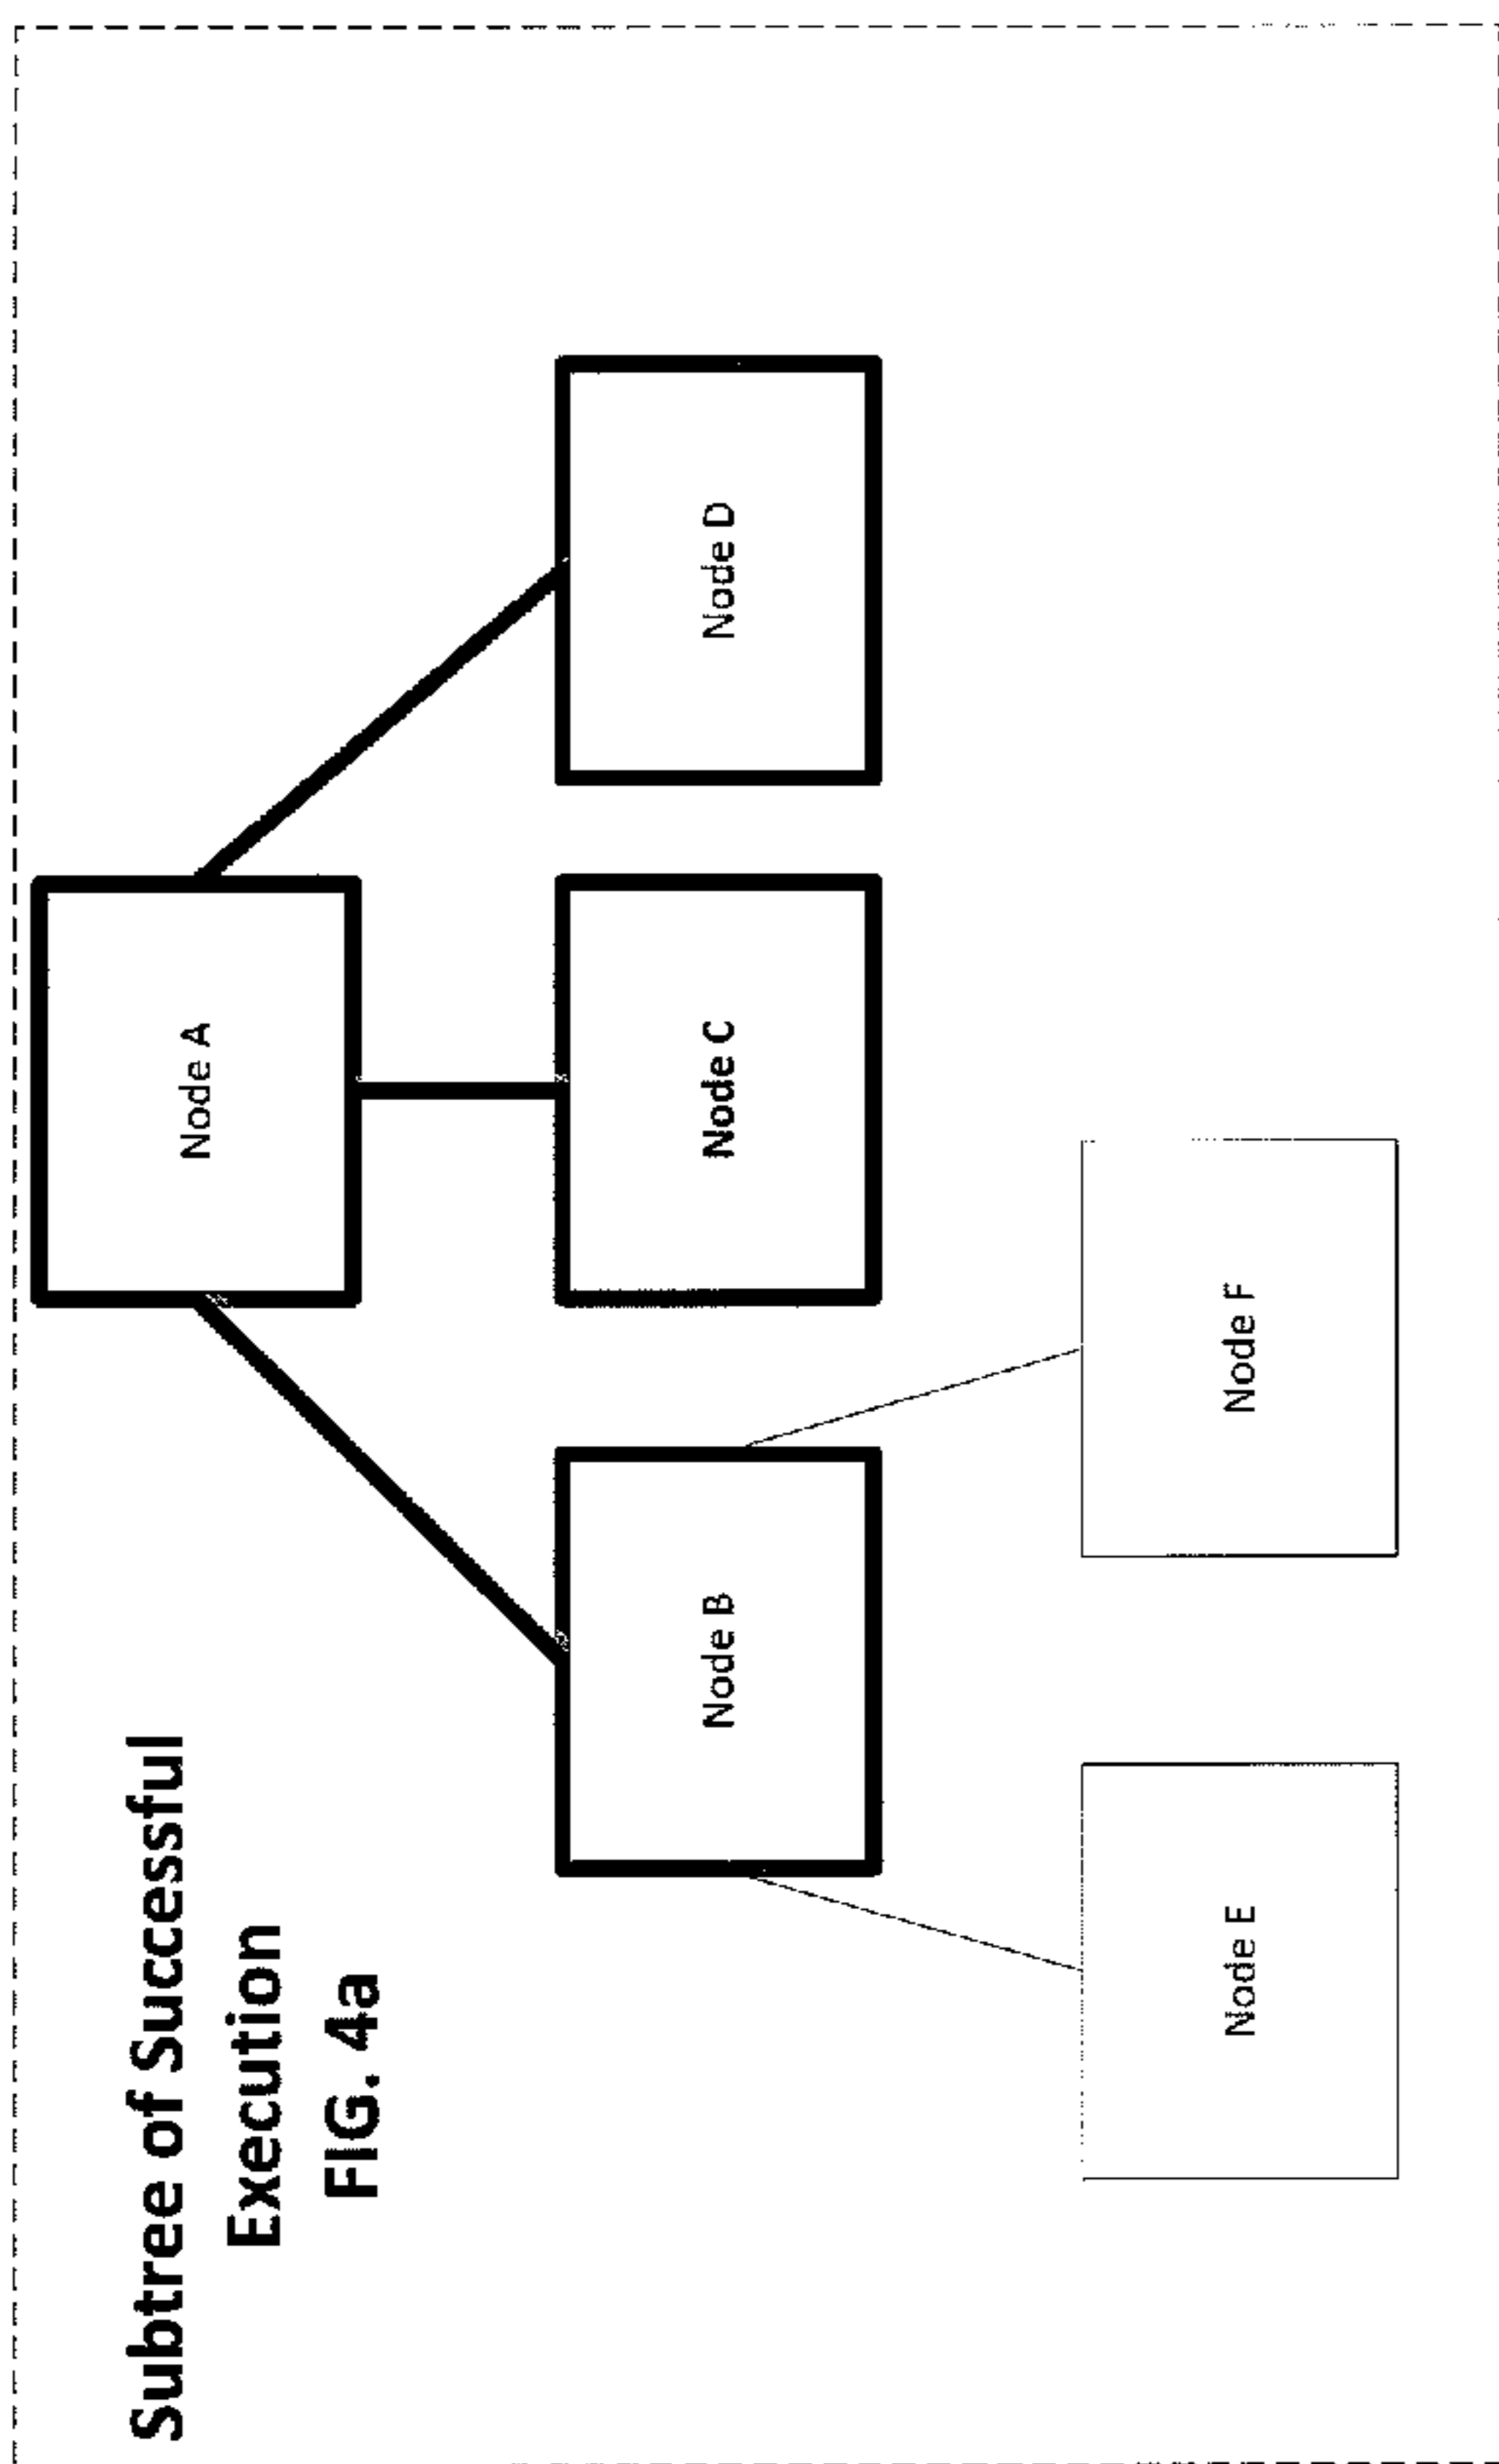 Subtree of Successful
Execution
FIG. 4a
Node A
Node B
Node C
Node D
Node E
Node F